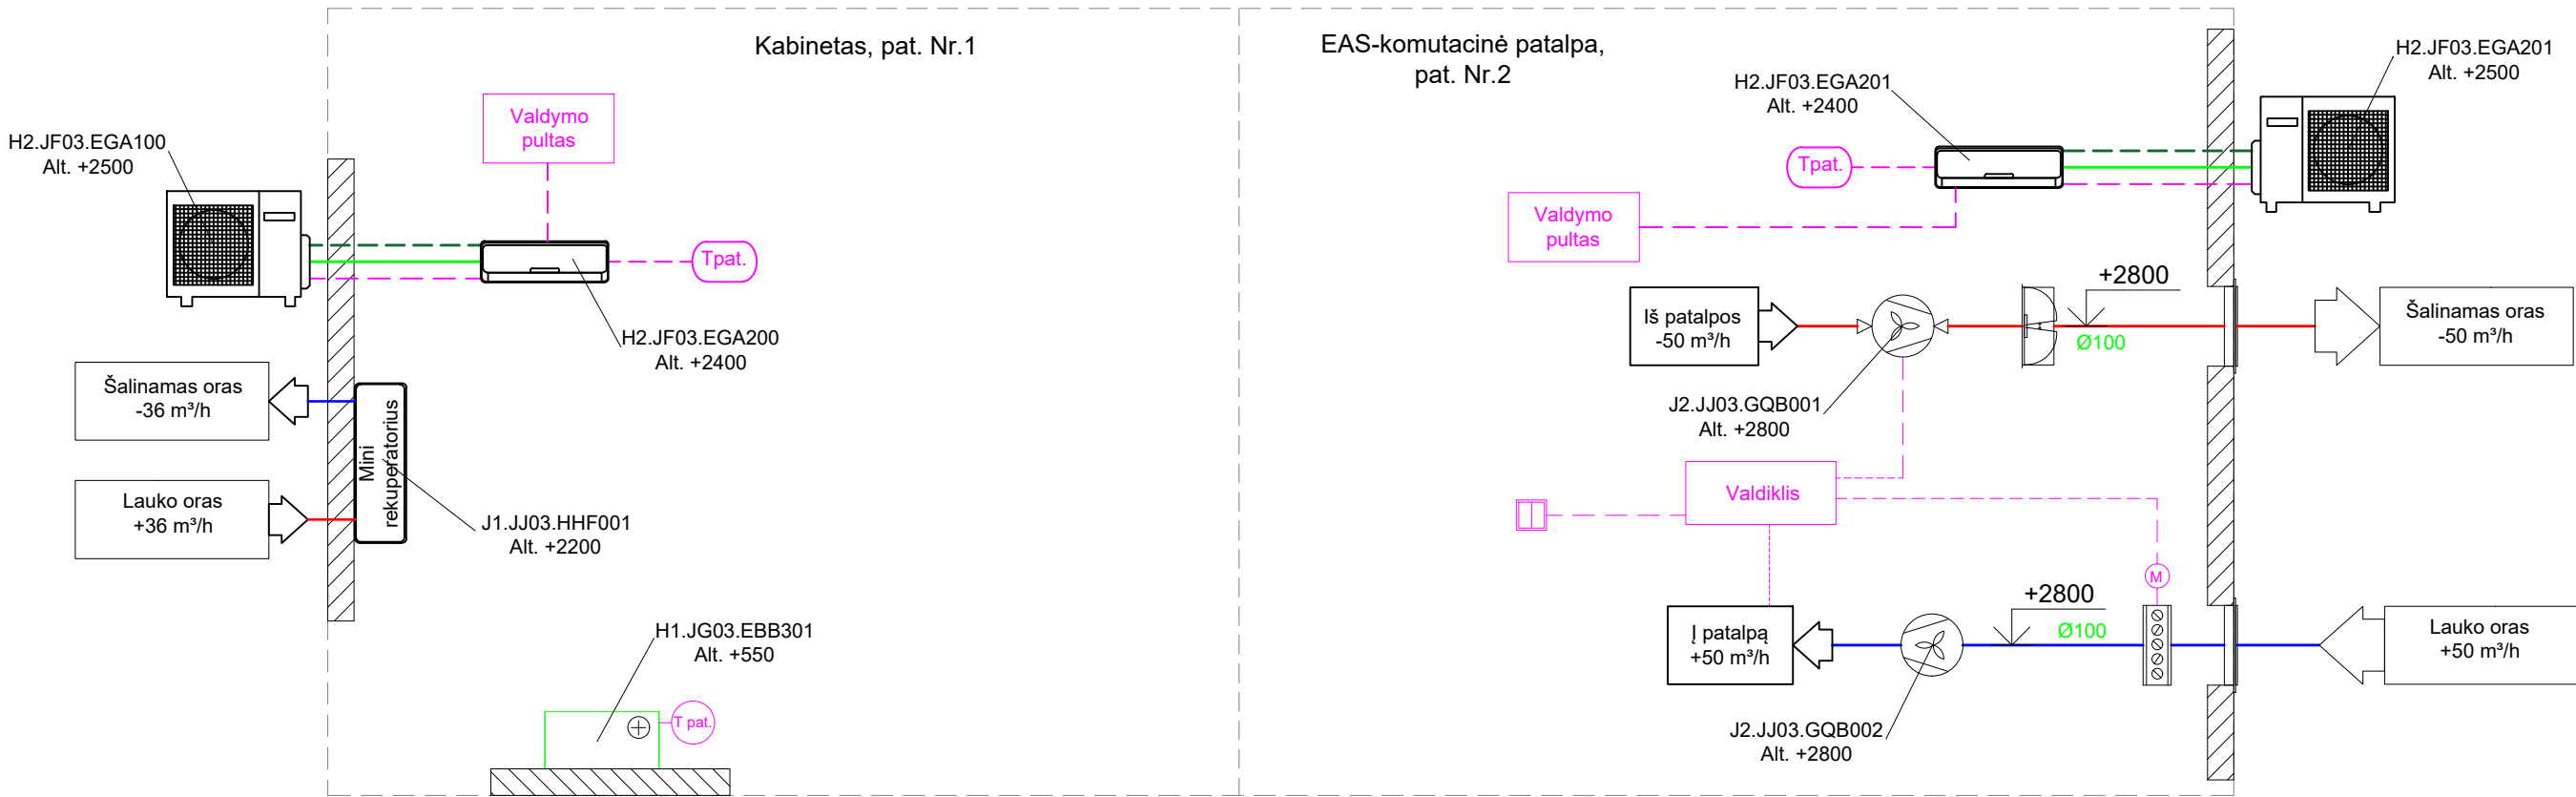 Kabinetas, pat. Nr.1
H2.JF03.EGA100
Alt. +2500
Valdymo
pultas
Tpat.
H2.JF03.EGA200
Alt. +2400
Šalinamas oras
-36 m³/h
Lauko oras
+36 m³/h
Mini
rekuperatorius
J1.JJ03.HHF001
Alt. +2200
H1.JG03.EBB301
Alt. +550
T pat.
EAS-komutacinė patalpa,
pat. Nr.2
H2.JF03.EGA201
Alt. +2400
H2.JF03.EGA201
Alt. +2500
Tpat.
Valdymo
pultas
Iš patalpos
-50 m³/h
+2800
Ø100
Šalinamas oras
-50 m³/h
J2.JJ03.GQB001
Alt. +2800
Valdiklis
M
Į patalpą
+50 m³/h
+2800
Ø100
Lauko oras
+50 m³/h
J2.JJ03.GQB002
Alt. +2800